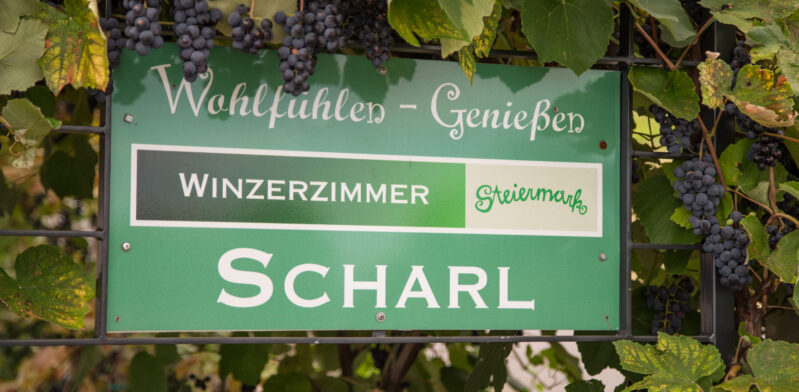 Wohlfühlen - Genießen
WINZERZIMMER Steiermark
SCHARL